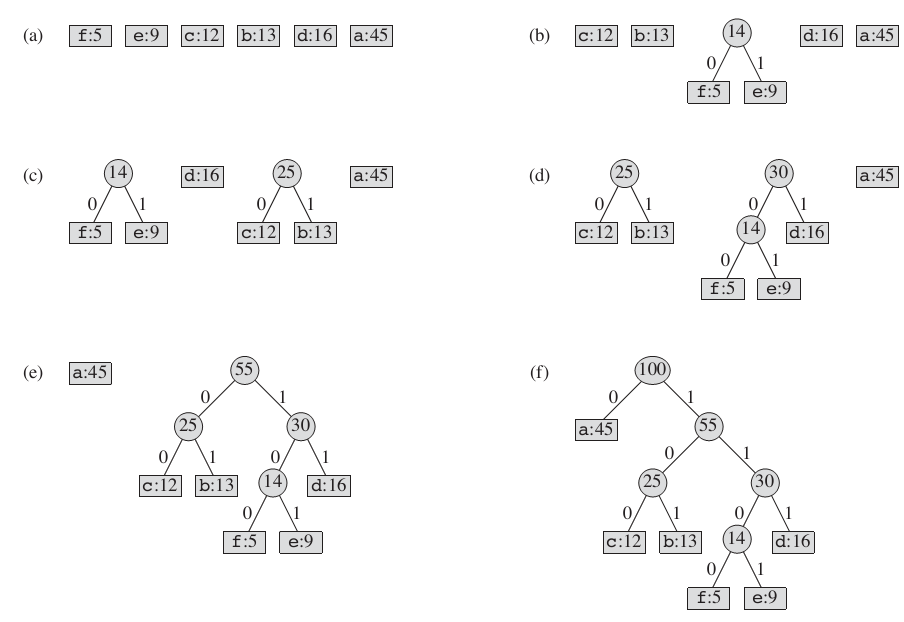 (a) f:5 e:9 c:12 b:13 d:16 a:45
(b) c:12 b:13 14 d:16 a:45
0 1
f:5 e:9
(c) 14 d:16 25 a:45
0 1 0 1
f:5 e:9 c:12 b:13
(d) 25 30 a:45
0 1 0 1
c:12 b:13 14 d:16
0 1
f:5 e:9
(e) a:45 55
0 1
25 30
0 1 0 1
c:12 b:13 14 d:16
0 1
f:5 e:9
(f) 100
0 1
a:45 55
0 1
25 30
0 1 0 1
c:12 b:13 14 d:16
0 1
f:5 e:9